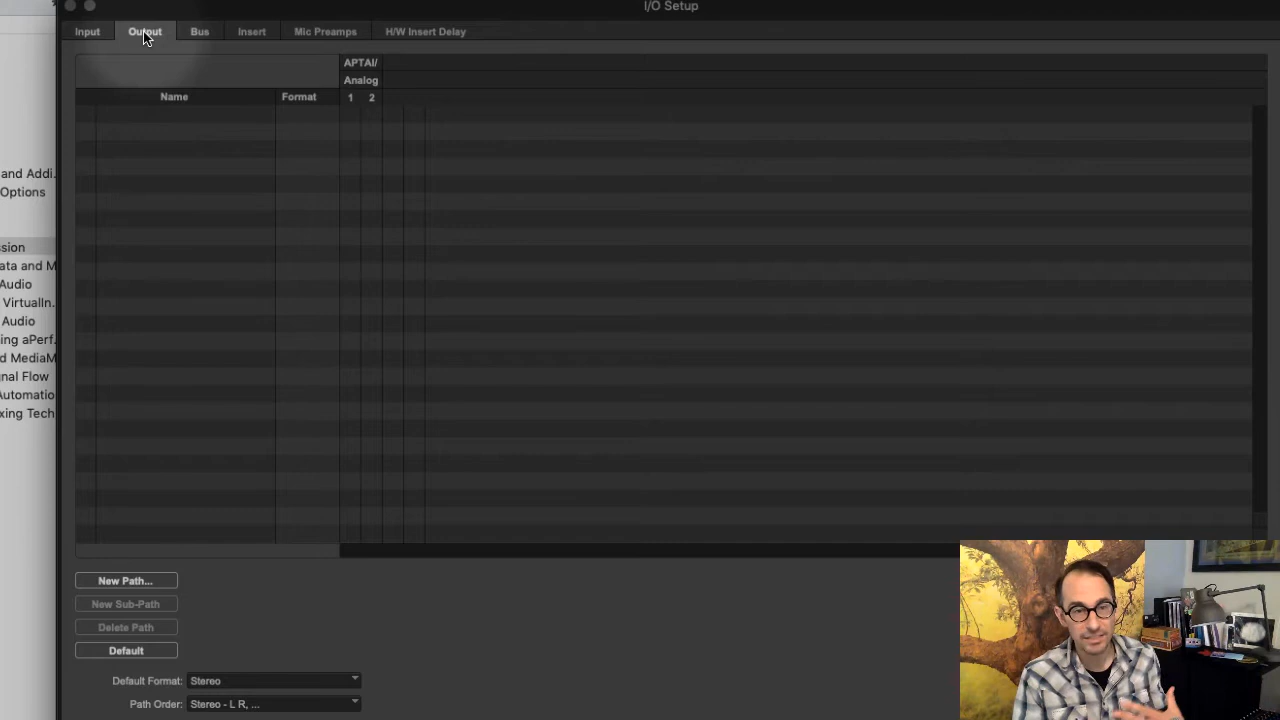 I/O Setup
Input
Output
Bus
Insert
Mic Preamps
H/W Insert Delay
APTAI/
Analog
Name
Format
1
2
and Addi...
Options
ssion
ata and M
Audio
VirtualIn...
Audio
ing aPerf...
d MediaM
nal Flow
Automatio
xing Tech
New Path...
New Sub-Path
Delete Path
Default
Default Format:
Stereo
Path Order:
Stereo - L R, ...